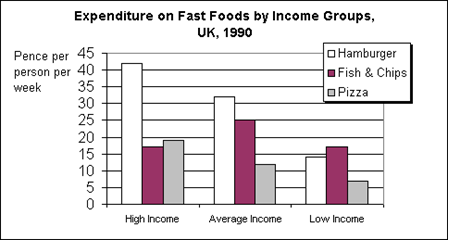 Expenditure on Fast Foods by Income Groups,
UK, 1990
Pence per
person per
week
45
40
35
30
25
20
15
10
5
0
Hamburger
Fish & Chips
Pizza
High Income
Average Income
Low Income